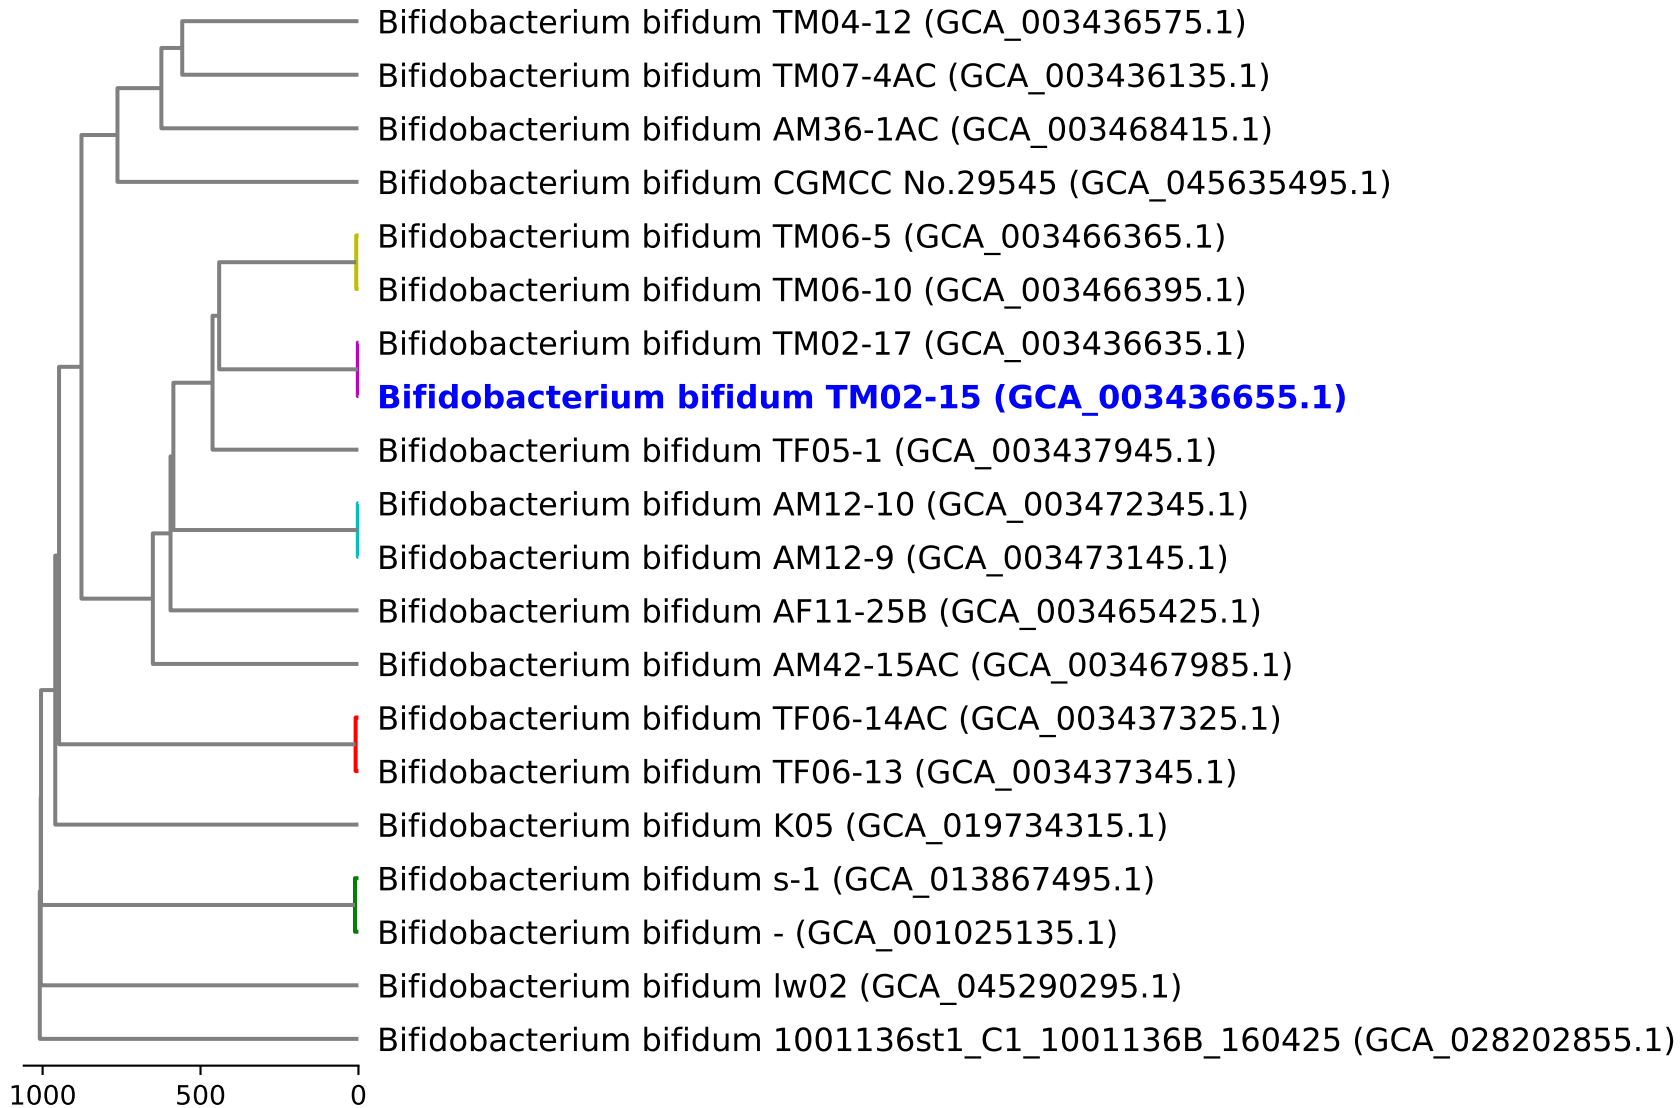 Bifidobacterium bifidum TM04-12 (GCA_003436575.1)
Bifidobacterium bifidum TM07-4AC (GCA_003436135.1)
Bifidobacterium bifidum AM36-1AC (GCA_003468415.1)
Bifidobacterium bifidum CGMCC No.29545 (GCA_045635495.1)
Bifidobacterium bifidum TM06-5 (GCA_003466365.1)
Bifidobacterium bifidum TM06-10 (GCA_003466395.1)
Bifidobacterium bifidum TM02-17 (GCA_003436635.1)
Bifidobacterium bifidum TM02-15 (GCA_003436655.1)
Bifidobacterium bifidum TF05-1 (GCA_003437945.1)
Bifidobacterium bifidum AM12-10 (GCA_003472345.1)
Bifidobacterium bifidum AM12-9 (GCA_003473145.1)
Bifidobacterium bifidum AF11-25B (GCA_003465425.1)
Bifidobacterium bifidum AM42-15AC (GCA_003467985.1)
Bifidobacterium bifidum TF06-14AC (GCA_003437325.1)
Bifidobacterium bifidum TF06-13 (GCA_003437345.1)
Bifidobacterium bifidum K05 (GCA_019734315.1)
Bifidobacterium bifidum s-1 (GCA_013867495.1)
Bifidobacterium bifidum - (GCA_001025135.1)
Bifidobacterium bifidum lw02 (GCA_045290295.1)
Bifidobacterium bifidum 1001136st1_C1_1001136B_160425 (GCA_028202855.1)
1000 500 0